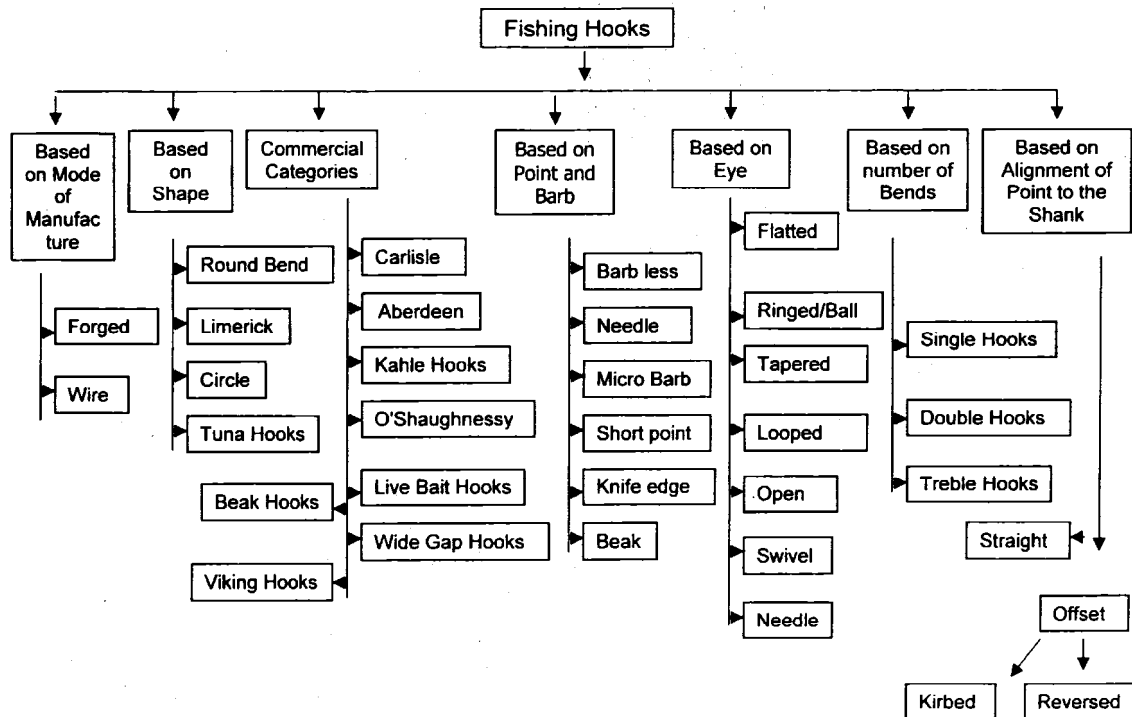 Fishing Hooks
Based
on Mode
of
Manufac
ture
Forged
Wire
Based
on
Shape
Round Bend
Limerick
Circle
Tuna Hooks
Commercial
Categories
Carlisle
Aberdeen
Kahle Hooks
O'Shaughnessy
Live Bait Hooks
Beak Hooks
Wide Gap Hooks
Viking Hooks
Based on
Point and
Barb
Barb less
Needle
Micro Barb
Short point
Knife edge
Beak
Based on
Eye
Flatted
Ringed/Ball
Tapered
Looped
Open
Swivel
Needle
Based on
number of
Bends
Single Hooks
Double Hooks
Treble Hooks
Based on
Alignment of
Point to the
Shank
Straight
Offset
Kirbed
Reversed